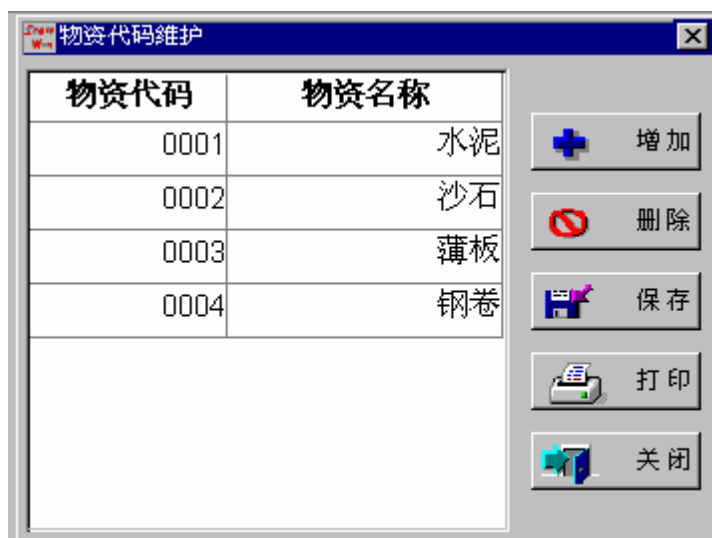 物资代码維护
物资代码 物资名称
0001 水泥
0002 沙石
0003 薄板
0004 钢卷
增加
删除
保存
打印
关闭